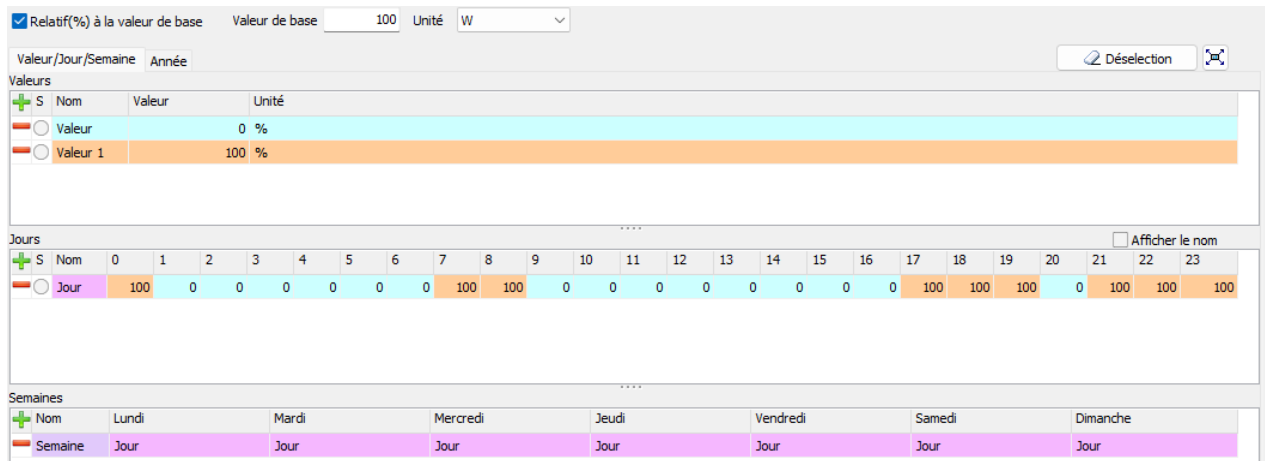 Relatif(%) à la valeur de base Valeur de base 100 Unité W
Valeur/Jour/Semaine Année Déselection
Valeurs
S Nom Valeur Unité
Valeur 0 %
Valeur 1 100 %
Jours Afficher le nom
S Nom 0 1 2 3 4 5 6 7 8 9 10 11 12 13 14 15 16 17 18 19 20 21 22 23
Jour 100 0 0 0 0 0 0 100 100 0 0 0 0 0 0 0 0 100 100 100 0 100 100 100
Semaines
Nom Lundi Mardi Mercredi Jeudi Vendredi Samedi Dimanche
Semaine Jour Jour Jour Jour Jour Jour Jour